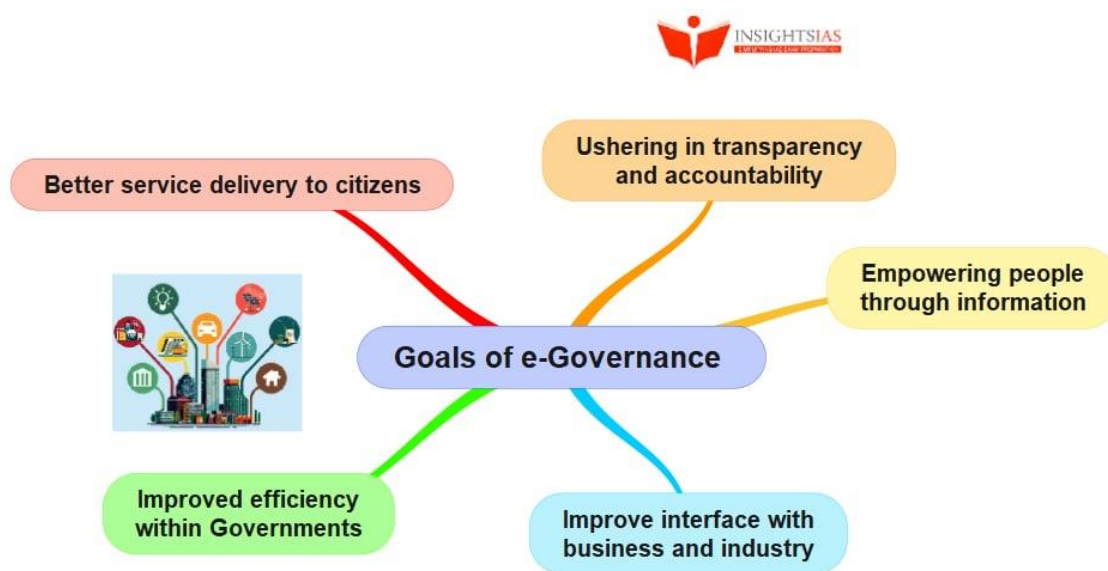 INSIGHTSIAS
Ushering in transparency
and accountability
Better service delivery to citizens
Empowering people
through information
Goals of e-Governance
Improved efficiency
within Governments
Improve interface with
business and industry